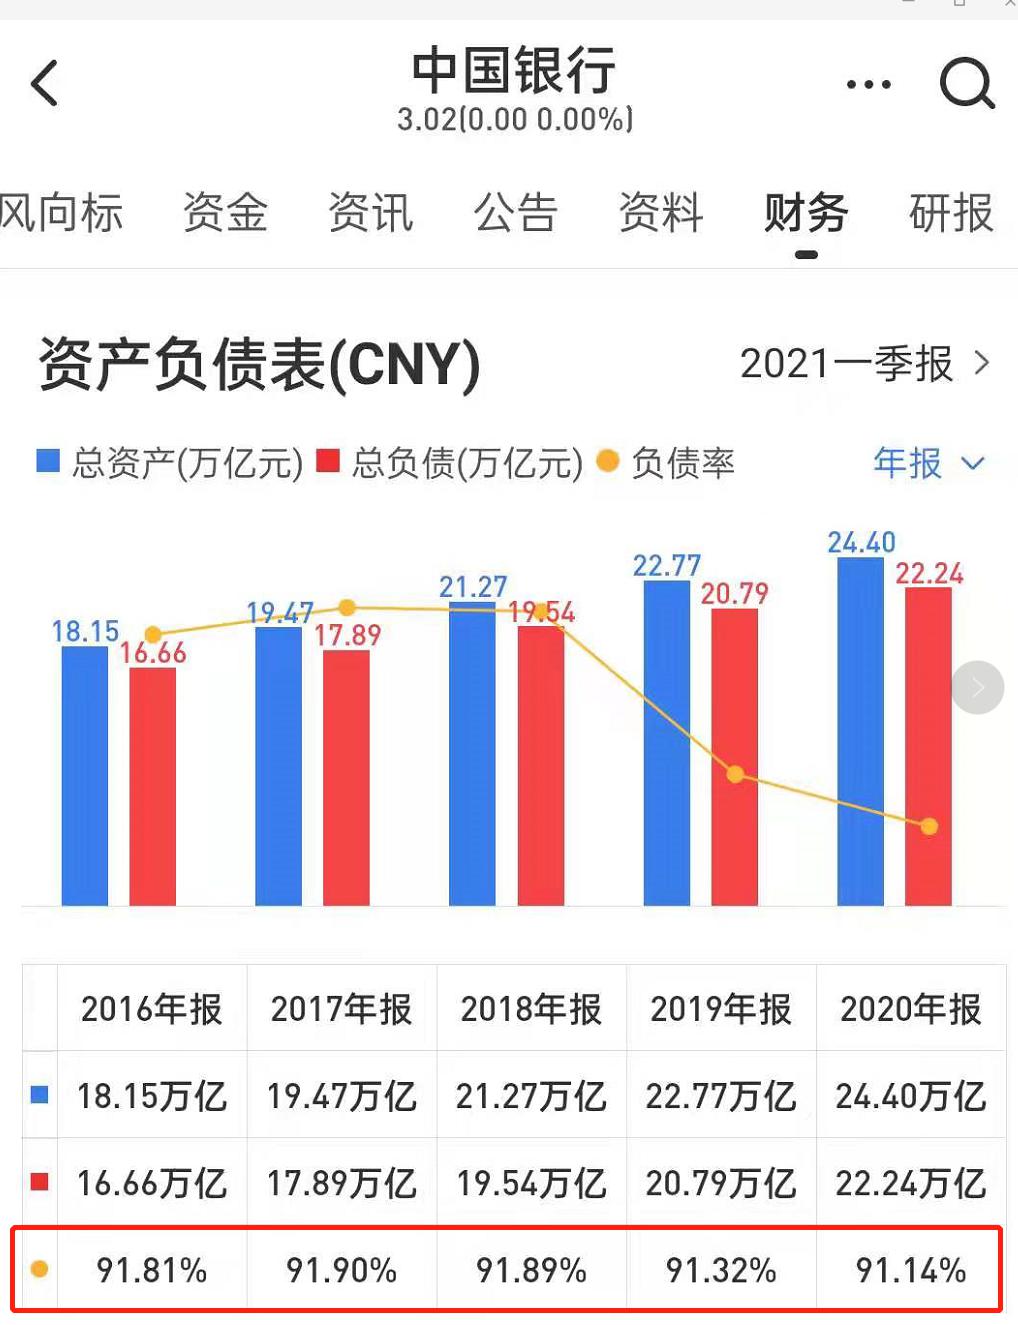 中国银行
3.02(0.00 0.00%)
风向标 资金 资讯 公告 资料 财务 研报
资产负债表(CNY) 2021一季报
总资产(万亿元) 总负债(万亿元) 负债率 年报
18.15 16.66 19.47 17.89 21.27 19.54 22.77 20.79 24.40 22.24
2016年报 2017年报 2018年报 2019年报 2020年报
18.15万亿 19.47万亿 21.27万亿 22.77万亿 24.40万亿
16.66万亿 17.89万亿 19.54万亿 20.79万亿 22.24万亿
91.81% 91.90% 91.89% 91.32% 91.14%